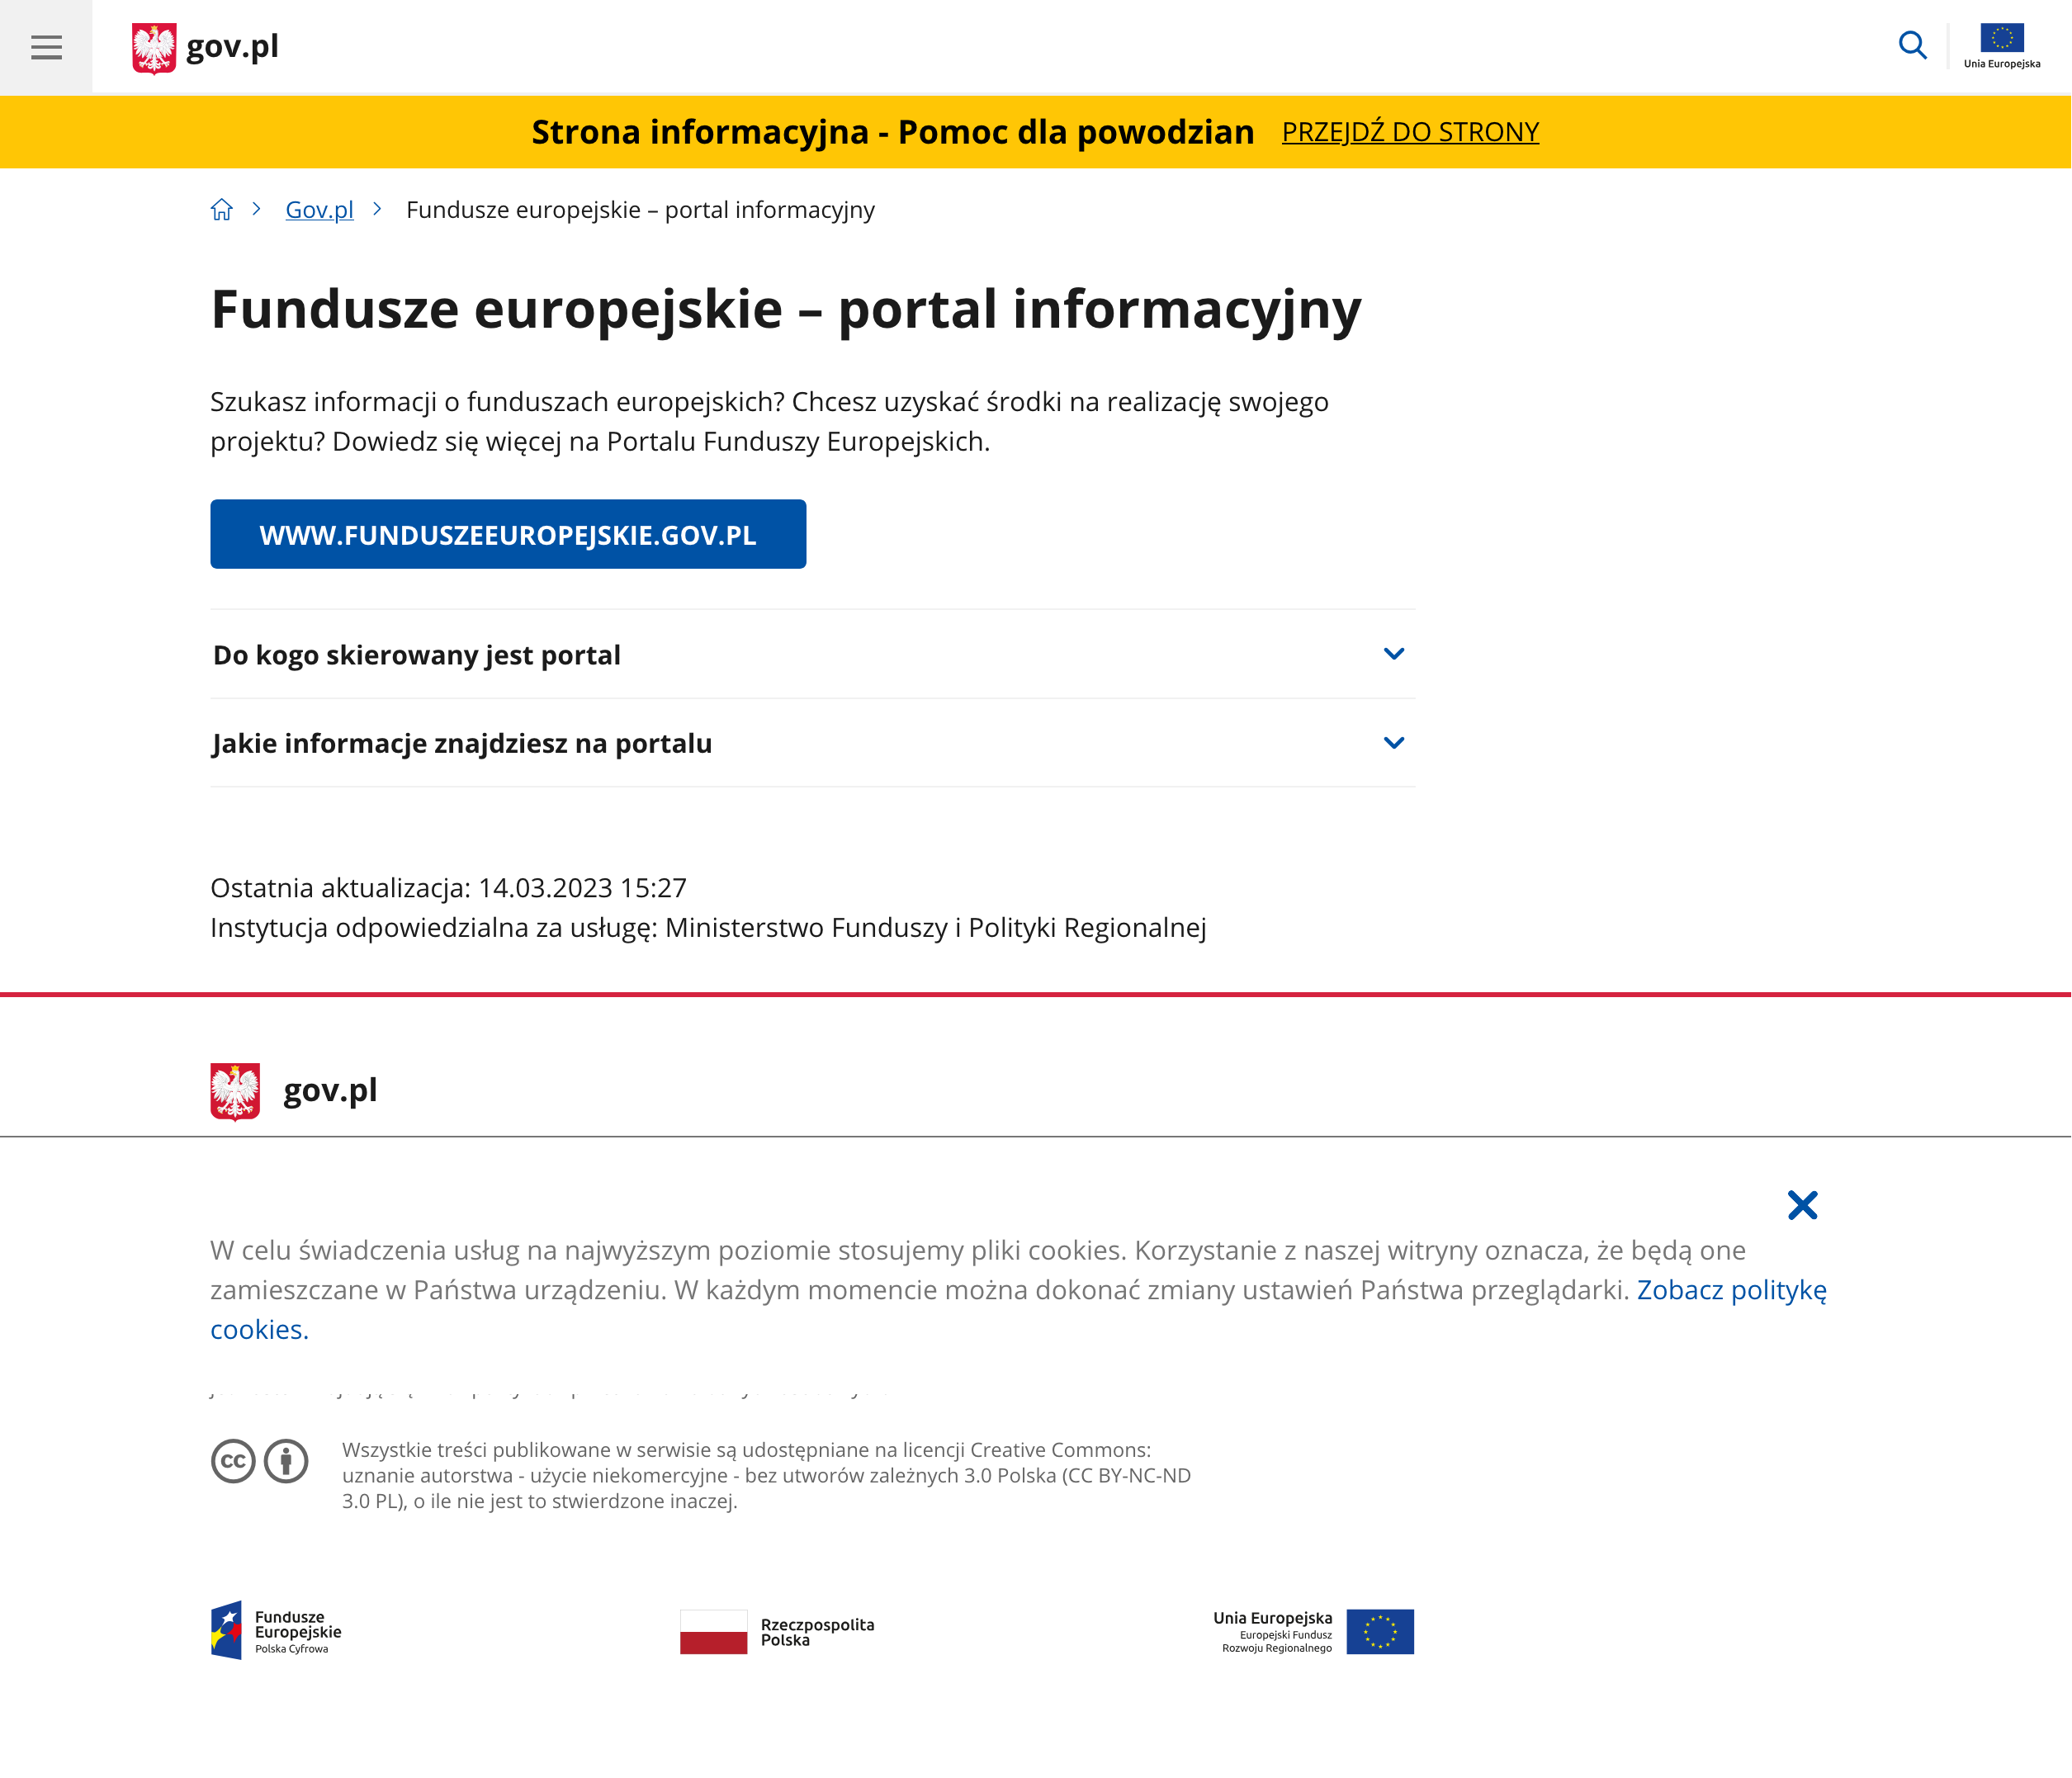 gov.pl
Unia Europejska
Strona informacyjna - Pomoc dla powodzian PRZEJDŹ DO STRONY
Gov.pl Fundusze europejskie – portal informacyjny
Fundusze europejskie – portal informacyjny
Szukasz informacji o funduszach europejskich? Chcesz uzyskać środki na realizację swojego
projektu? Dowiedz się więcej na Portalu Funduszy Europejskich.
WWW.FUNDUSZEEUROPEJSKIE.GOV.PL
Do kogo skierowany jest portal
Jakie informacje znajdziesz na portalu
Ostatnia aktualizacja: 14.03.2023 15:27
Instytucja odpowiedzialna za usługę: Ministerstwo Funduszy i Polityki Regionalnej
gov.pl
W celu świadczenia usług na najwyższym poziomie stosujemy pliki cookies. Korzystanie z naszej witryny oznacza, że będą one
zamieszczane w Państwa urządzeniu. W każdym momencie można dokonać zmiany ustawień Państwa przeglądarki. Zobacz politykę
cookies.
cc
Wszystkie treści publikowane w serwisie są udostępniane na licencji Creative Commons:
uznanie autorstwa - użycie niekomercyjne - bez utworów zależnych 3.0 Polska (CC BY-NC-ND
3.0 PL), o ile nie jest to stwierdzone inaczej.
Fundusze
Europejskie
Polska Cyfrowa
Rzeczpospolita
Polska
Unia Europejska
Europejski Fundusz
Rozwoju Regionalnego